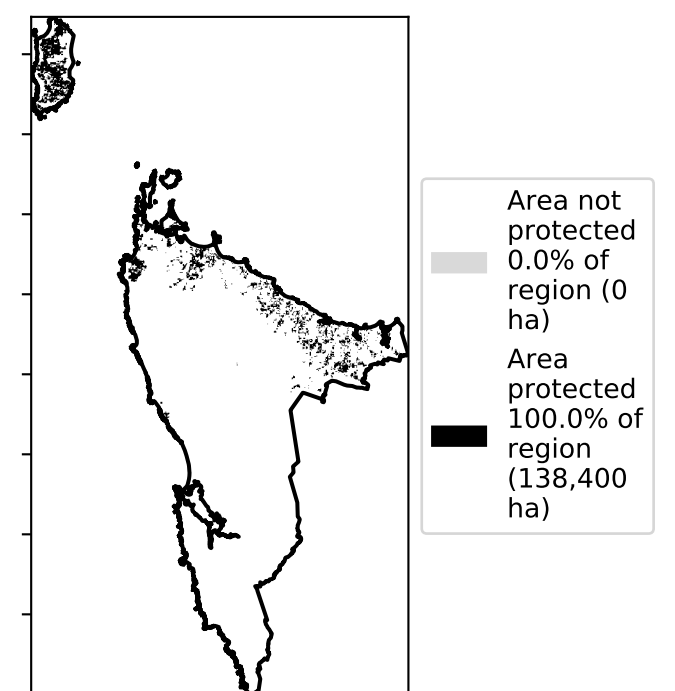 Area not
protected
0.0% of
region (0
ha)
Area
protected
100.0% of
region
(138,400
ha)